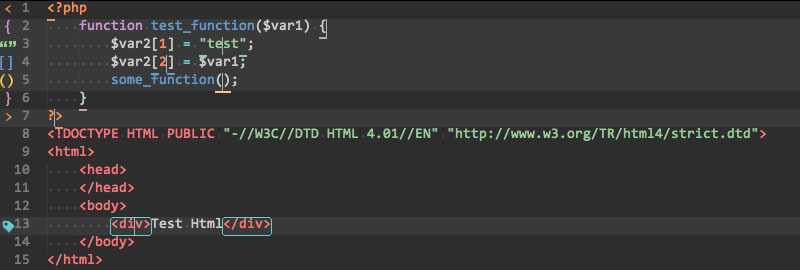 < 1 <?php
{ 2     function test_function($var1) {
“” 3         $var2[1] = "test";
[] 4         $var2[2] = $var1;
() 5         some_function();
} 6     }
> 7 ?>
8 <!DOCTYPE HTML PUBLIC "-//W3C//DTD HTML 4.01//EN" "http://www.w3.org/TR/html4/strict.dtd">
9 <html>
10     <head>
11     </head>
12     <body>
13         <div>Test Html</div>
14     </body>
15 </html>